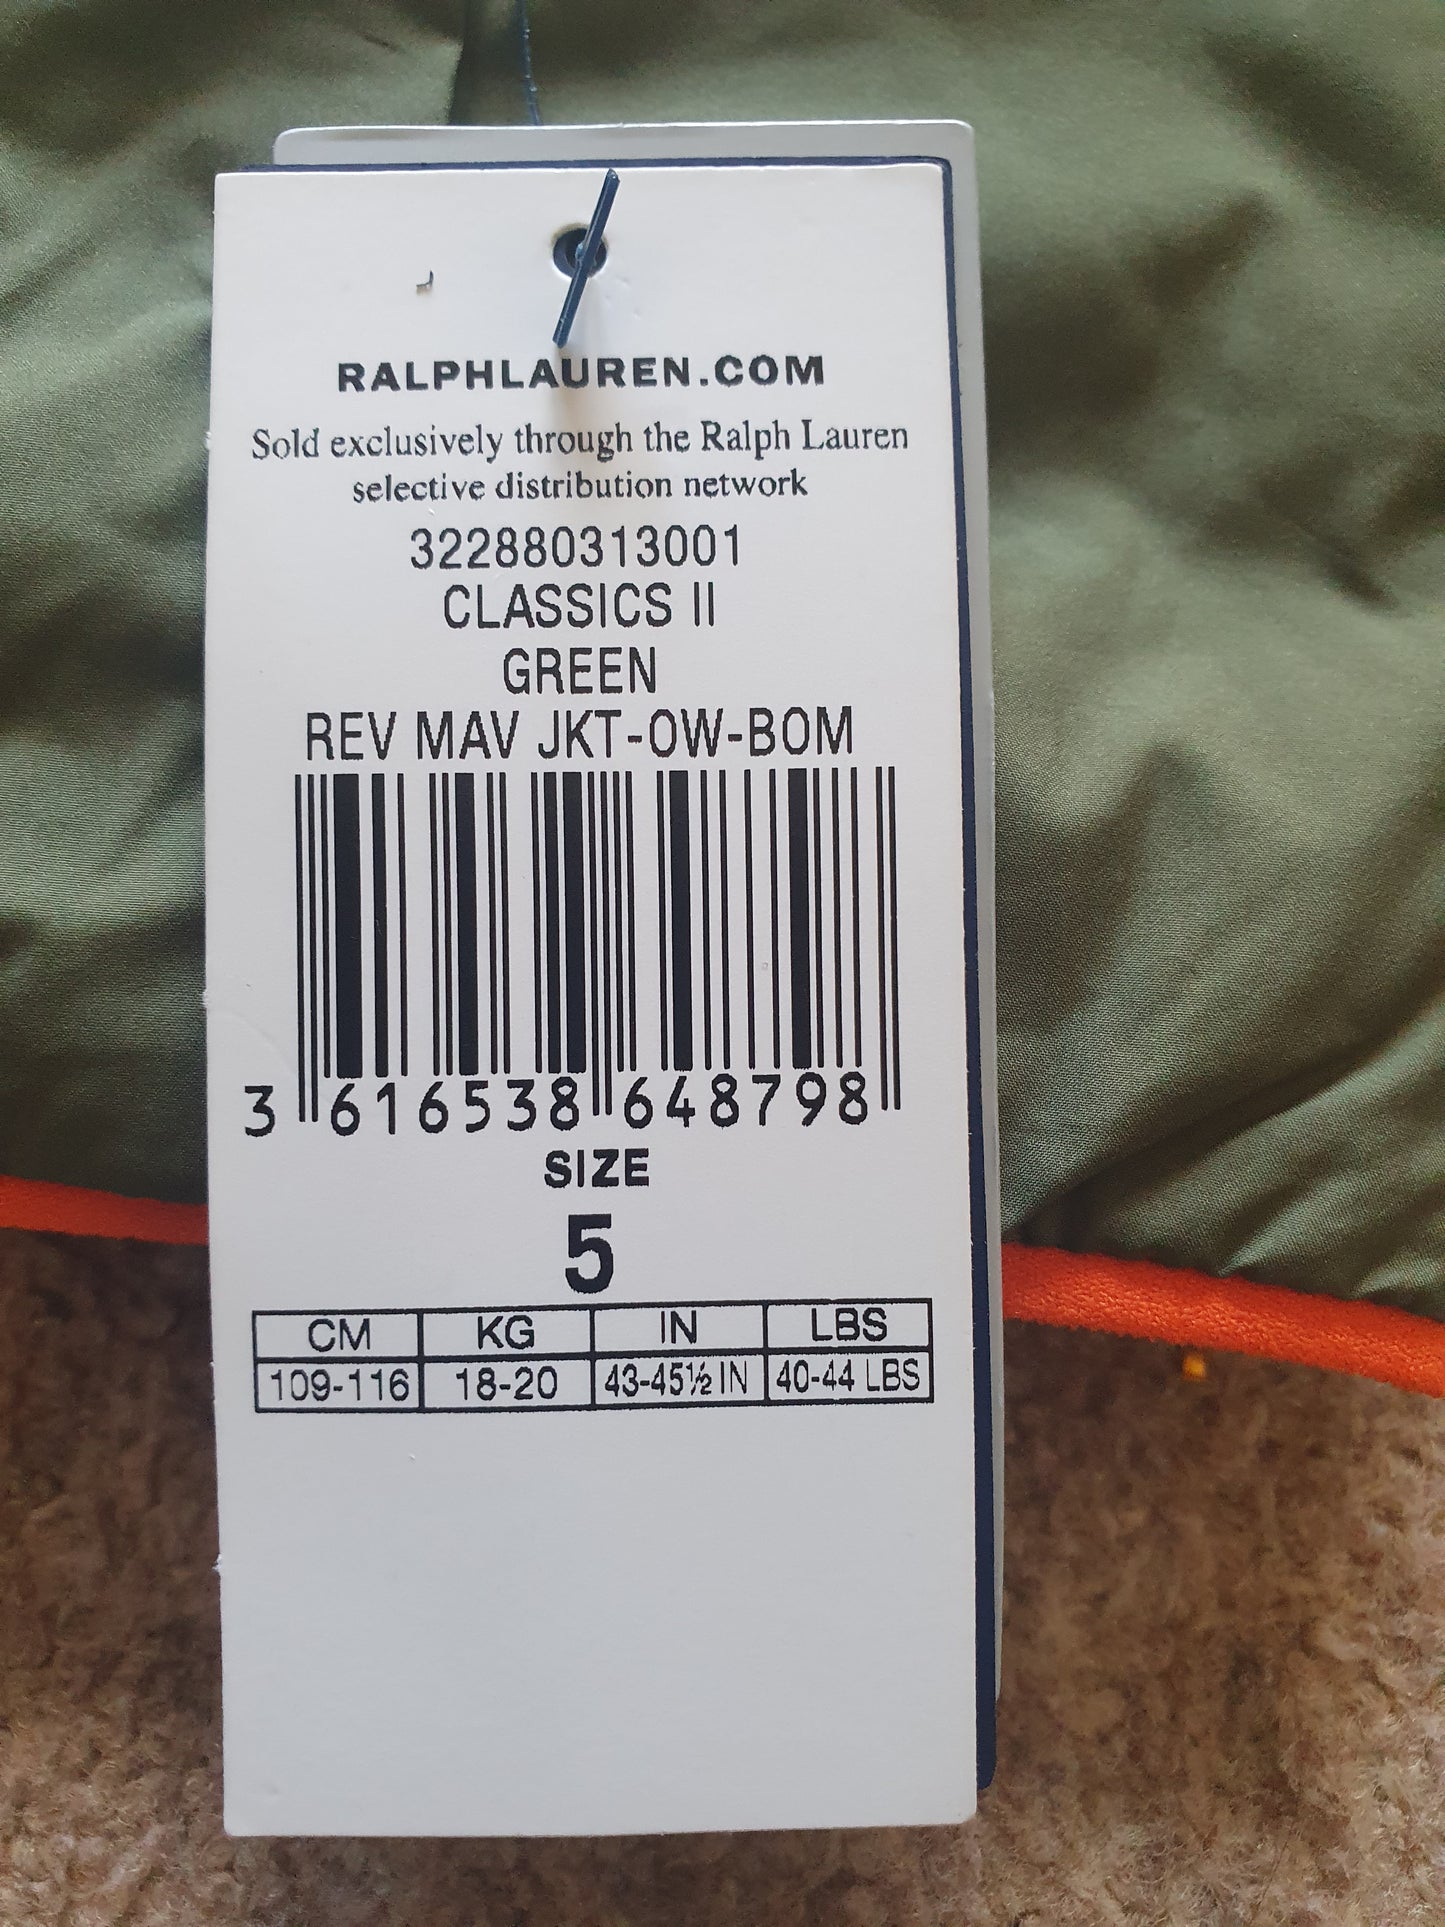 RALPHLAUREN.COM
Sold exclusively through the Ralph Lauren
selective distribution network
322880313001
CLASSICS II
GREEN
REV MAV JKT-OW-BOM
3 616538 648798
SIZE
5
CM KG IN LBS
109-116 18-20 43-45½ IN 40-44 LBS